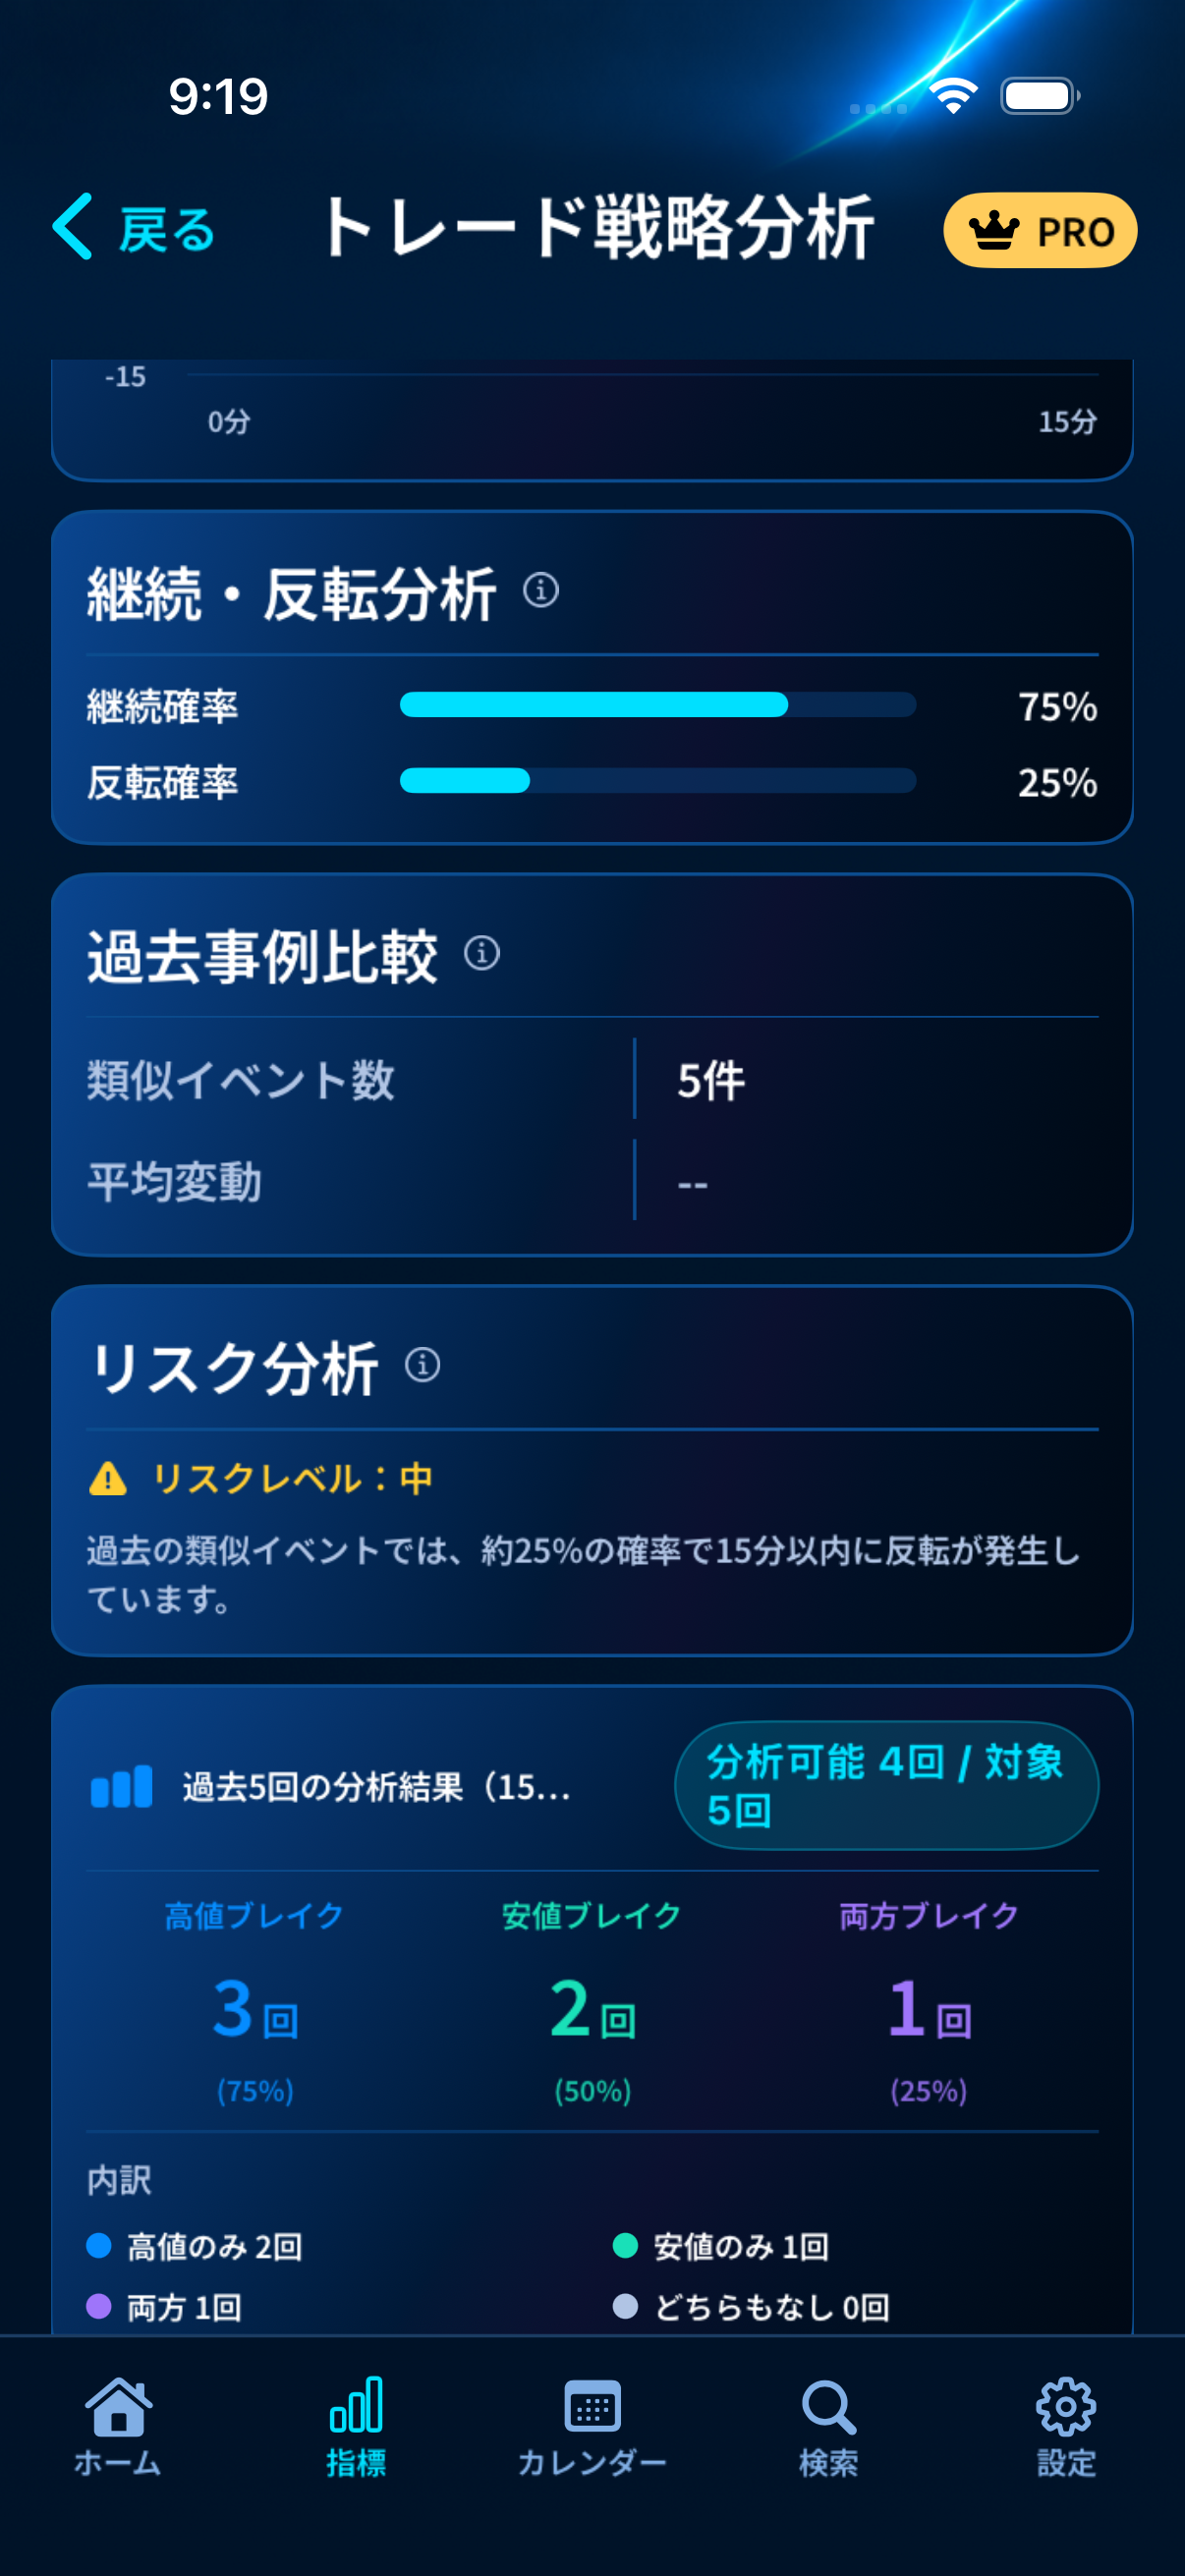 9:19
戻る
トレード戦略分析
PRO
-15
0分
15分
継続・反転分析
継続確率
75%
反転確率
25%
過去事例比較
類似イベント数
5件
平均変動
--
リスク分析
リスクレベル：中
過去の類似イベントでは、約25%の確率で15分以内に反転が発生し
ています。
過去5回の分析結果（15...
分析可能 4回 / 対象
5回
高値ブレイク
安値ブレイク
両方ブレイク
3回
2回
1回
(75%)
(50%)
(25%)
内訳
高値のみ 2回
安値のみ 1回
両方 1回
どちらもなし 0回
ホーム
指標
カレンダー
検索
設定